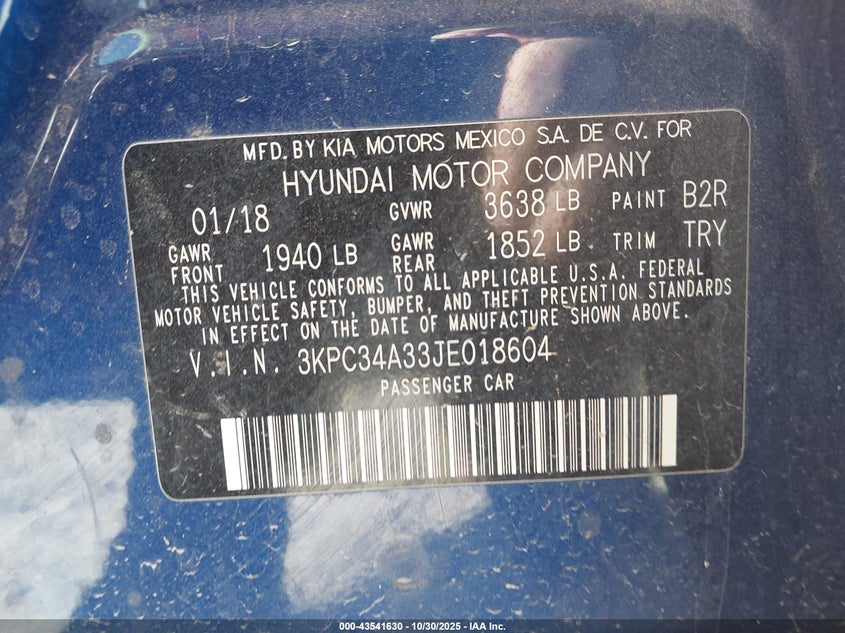 MFD. BY KIA MOTORS MEXICO S.A. DE C.V. FOR
HYUNDAI MOTOR COMPANY
01/18 GVWR 3638 LB PAINT B2R
GAWR FRONT 1940 LB GAWR REAR 1852 LB TRIM TRY
THIS VEHICLE CONFORMS TO ALL APPLICABLE U.S.A. FEDERAL
MOTOR VEHICLE SAFETY, BUMPER, AND THEFT PREVENTION STANDARDS
IN EFFECT ON THE DATE OF MANUFACTURE SHOWN ABOVE.
V.I.N. 3KPC34A33JE018604
PASSENGER CAR
000-43541630 - 10/30/2025 - IAA Inc.